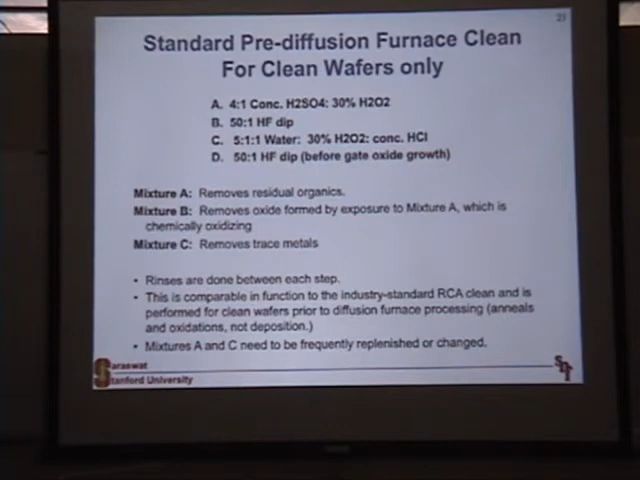 23
Standard Pre-diffusion Furnace Clean
For Clean Wafers only
A. 4:1 Conc. H2SO4: 30% H2O2
B. 50:1 HF dip
C. 5:1:1 Water: 30% H2O2: conc. HCl
D. 50:1 HF dip (before gate oxide growth)
Mixture A: Removes residual organics.
Mixture B: Removes oxide formed by exposure to Mixture A, which is
chemically oxidizing
Mixture C: Removes trace metals
• Rinses are done between each step.
• This is comparable in function to the industry-standard RCA clean and is
performed for clean wafers prior to diffusion furnace processing (anneals
and oxidations, not deposition.)
• Mixtures A and C need to be frequently replenished or changed.
Saraswat
Stanford University